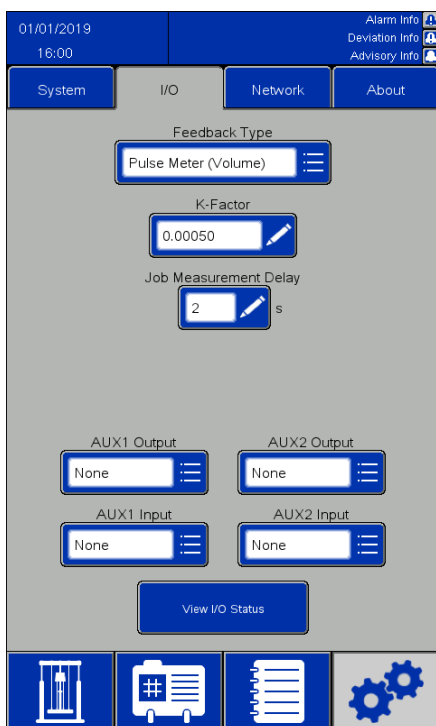 01/01/2019
16:00
Alarm Info
Deviation Info
Advisory Info
System
I/O
Network
About
Feedback Type
Pulse Meter (Volume)
K-Factor
0.00050
Job Measurement Delay
2 s
AUX1 Output
AUX2 Output
None
None
AUX1 Input
AUX2 Input
None
None
View I/O Status
#